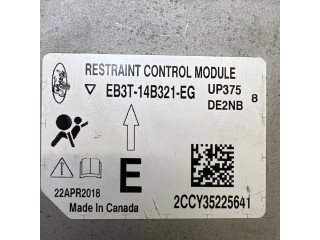 RESTRAINT CONTROL MODULE
EB3T-14B321-EG
UP375
DE2NB
8
E
22APR2018
Made In Canada
2CCY35225641